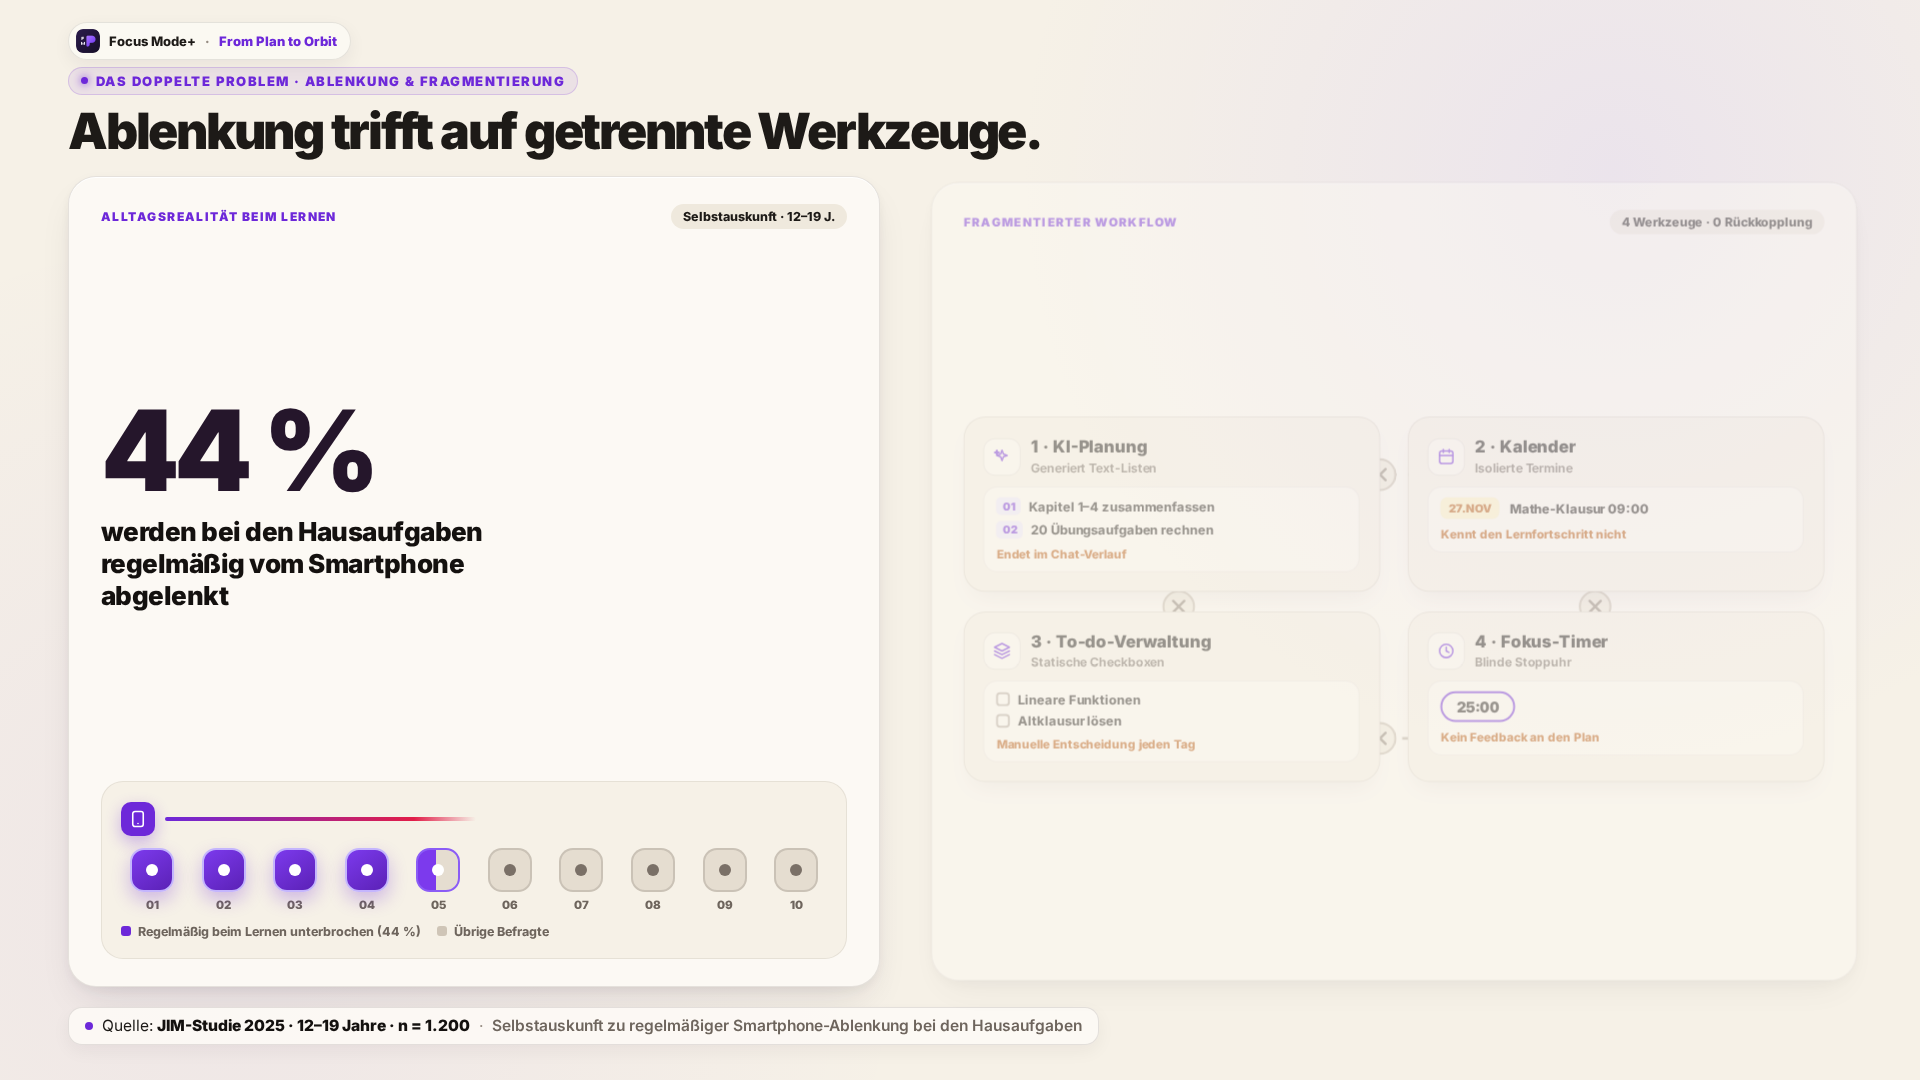 Focus Mode+ · From Plan to Orbit
DAS DOPPELTE PROBLEM · ABLENKUNG & FRAGMENTIERUNG
Ablenkung trifft auf getrennte Werkzeuge.
ALLTAGSREALITÄT BEIM LERNEN
Selbstauskunft · 12–19 J.
44 %
werden bei den Hausaufgaben
regelmäßig vom Smartphone
abgelenkt
01 02 03 04 05 06 07 08 09 10
Regelmäßig beim Lernen unterbrochen (44 %) Übrige Befragte
FRAGMENTIERTER WORKFLOW
4 Werkzeuge · 0 Rückkopplung
1 · KI-Planung
Generiert Text-Listen
01 Kapitel 1–4 zusammenfassen
02 20 Übungsaufgaben rechnen
Endet im Chat-Verlauf
2 · Kalender
Isolierte Termine
27.NOV Mathe-Klausur 09:00
Kennt den Lernfortschritt nicht
3 · To-do-Verwaltung
Statische Checkboxen
Lineare Funktionen
Altklausur lösen
Manuelle Entscheidung jeden Tag
4 · Fokus-Timer
Blinde Stoppuhr
25:00
Kein Feedback an den Plan
Quelle: JIM-Studie 2025 · 12–19 Jahre · n = 1.200 · Selbstauskunft zu regelmäßiger Smartphone-Ablenkung bei den Hausaufgaben